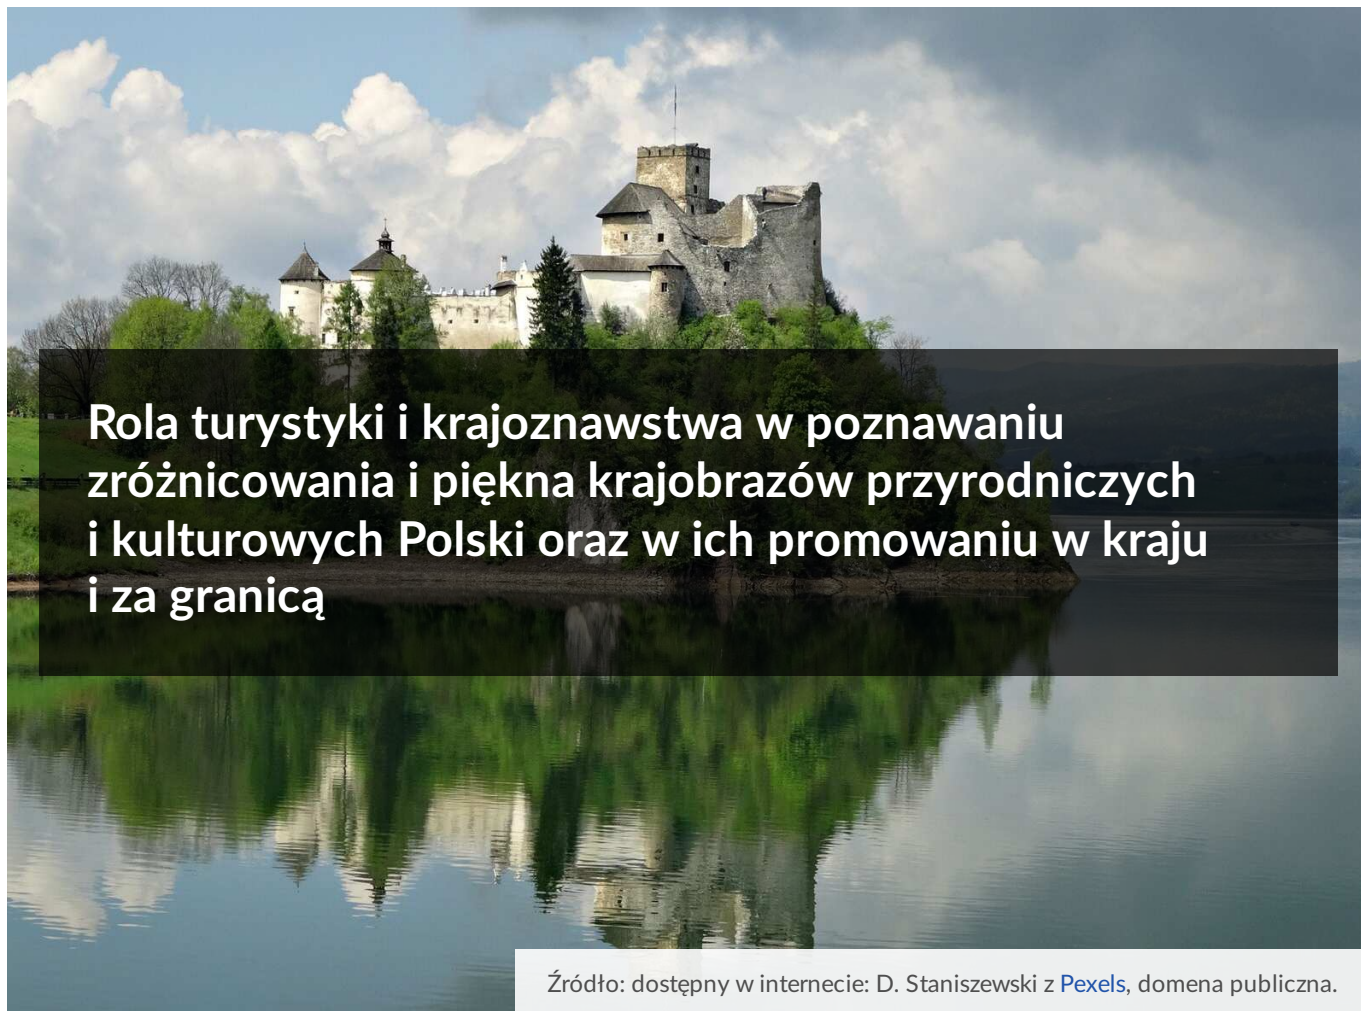 Rola turystyki i krajoznawstwa w poznawaniu
zróżnicowania i piękna krajobrazów przyrodniczych
i kulturowych Polski oraz w ich promowaniu w kraju
i za granicą
Źródło: dostępny w internecie: D. Staniszewski z Pexels, domena publiczna.